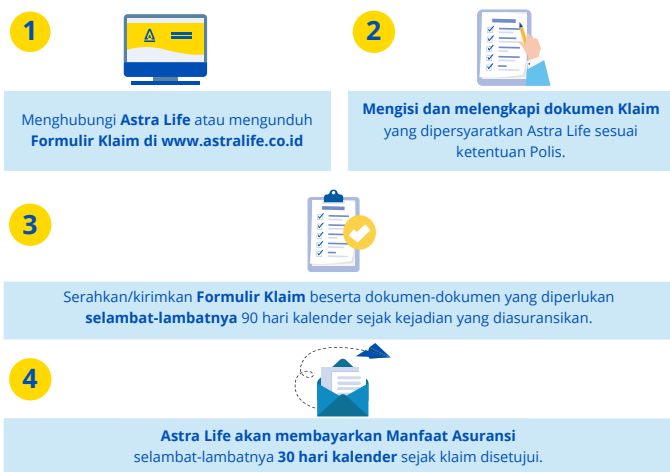 1
Menghubungi Astra Life atau mengunduh
Formulir Klaim di www.astralife.co.id
2
Mengisi dan melengkapi dokumen Klaim
yang dipersyaratkan Astra Life sesuai
ketentuan Polis.
3
Serahkan/kirimkan Formulir Klaim beserta dokumen-dokumen yang diperlukan
selambat-lambatnya 90 hari kalender sejak kejadian yang diasuransikan.
4
Astra Life akan membayarkan Manfaat Asuransi
selambat-lambatnya 30 hari kalender sejak klaim disetujui.